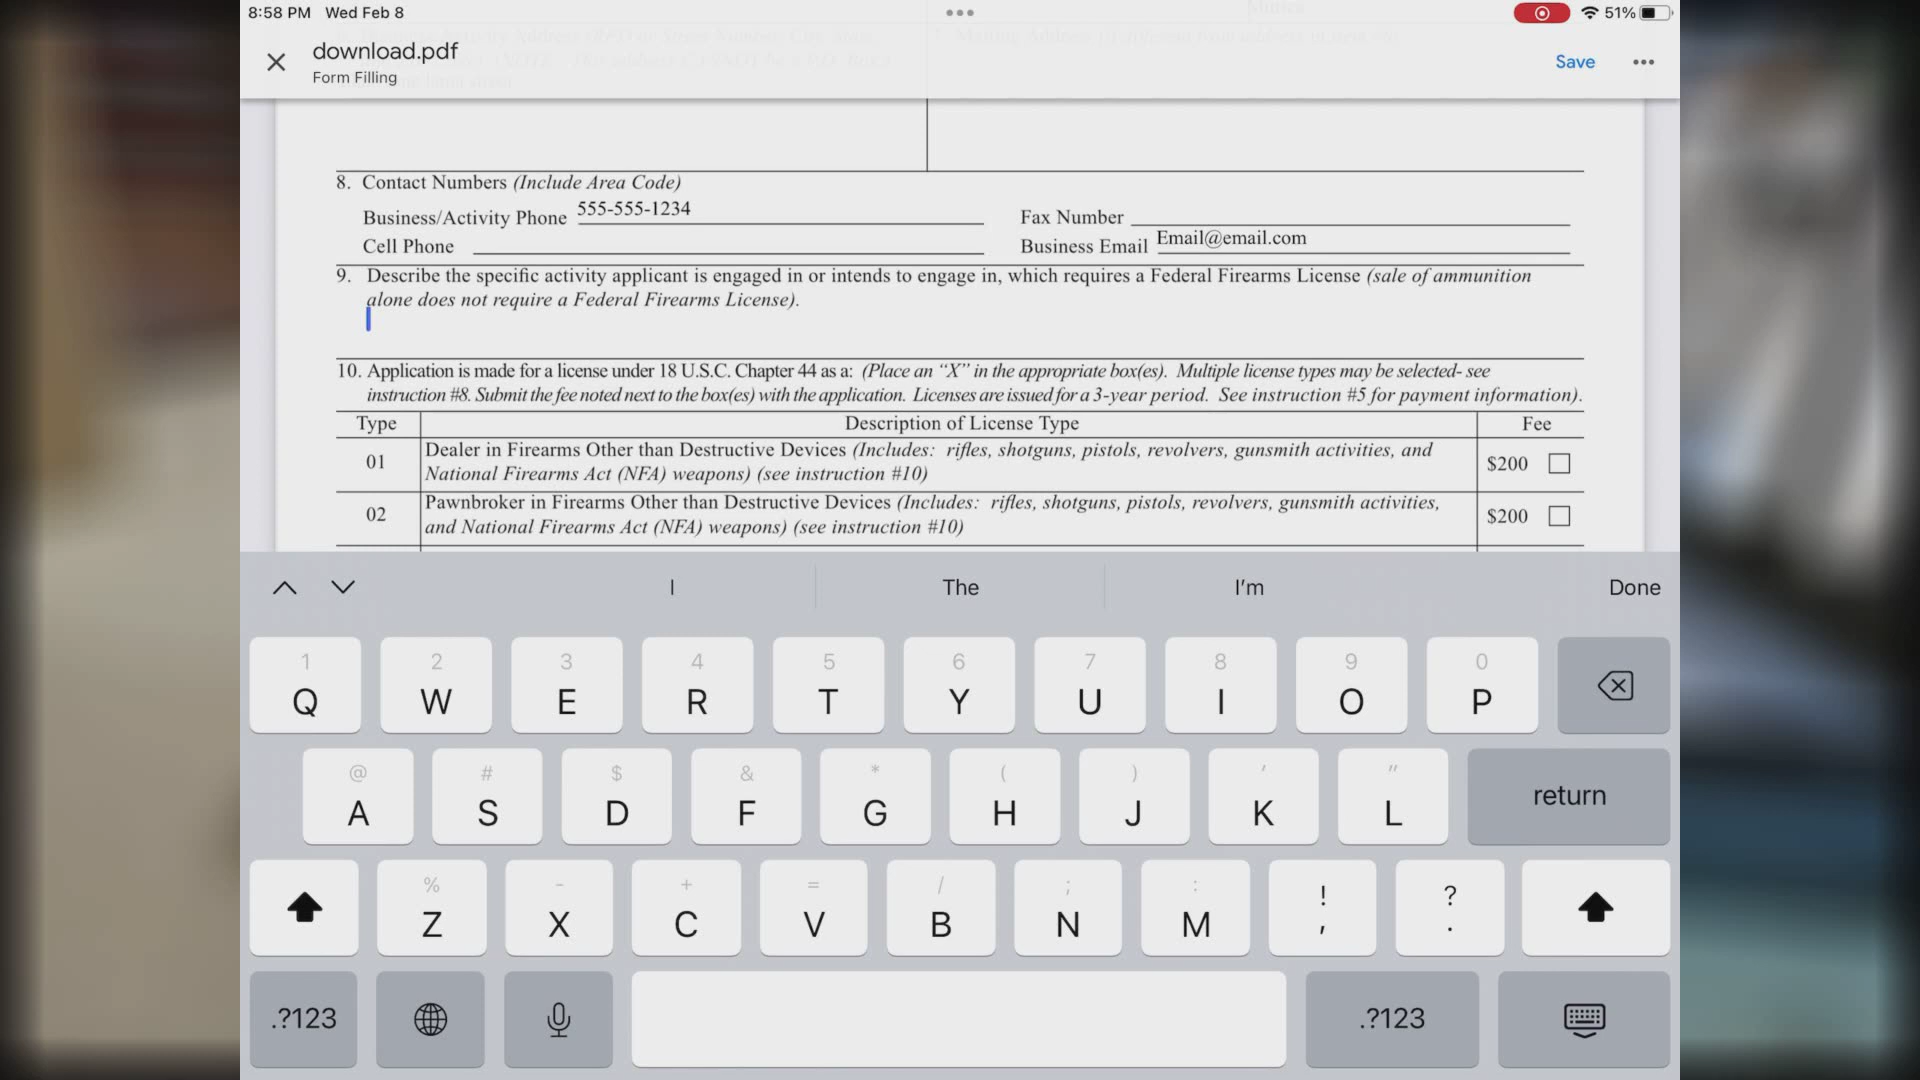 8:58 PM Wed Feb 8
51%
download.pdf
Form Filling
Save
8. Contact Numbers (Include Area Code)
Business/Activity Phone 555-555-1234
Fax Number
Cell Phone
Business Email Email@email.com
9. Describe the specific activity applicant is engaged in or intends to engage in, which requires a Federal Firearms License (sale of ammunition
alone does not require a Federal Firearms License).
10. Application is made for a license under 18 U.S.C. Chapter 44 as a: (Place an “X” in the appropriate box(es). Multiple license types may be selected- see
instruction #8. Submit the fee noted next to the box(es) with the application. Licenses are issued for a 3-year period. See instruction #5 for payment information).
Type Description of License Type Fee
01 Dealer in Firearms Other than Destructive Devices (Includes: rifles, shotguns, pistols, revolvers, gunsmith activities, and
National Firearms Act (NFA) weapons) (see instruction #10) $200
02 Pawnbroker in Firearms Other than Destructive Devices (Includes: rifles, shotguns, pistols, revolvers, gunsmith activities,
and National Firearms Act (NFA) weapons) (see instruction #10) $200
I The I’m Done
1 2 3 4 5 6 7 8 9 0
Q W E R T Y U I O P
@ # $ & * ( ) ' "
A S D F G H J K L return
% - + = / ; : ! ?
Z X C V B N M , .
.?123 .?123